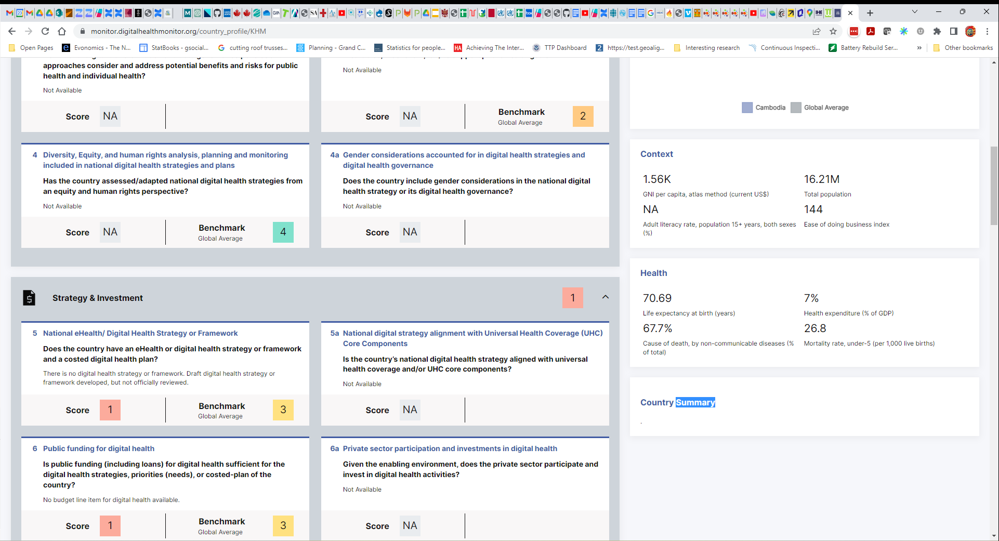 monitor.digitalhealthmonitor.org/country_profile/KHM
Open Pages
Evonomics - The N...
StatBooks - gsocial...
cutting roof trusses...
Planning - Grand C...
Statistics for people...
HA Achieving The Inter...
TTP Dashboard
2 https://test.geoalig...
Interesting research
Continuous Inspecti...
Battery Rebuild Ser...
»
Other bookmarks
approaches consider and address potential benefits and risks for public
health and individual health?
Not Available
Score NA
Not Available
Score NA
Benchmark
Global Average
2
4 Diversity, Equity, and human rights analysis, planning and monitoring
included in national digital health strategies and plans
Has the country assessed/adapted national digital health strategies from
an equity and human rights perspective?
Not Available
Score NA
Benchmark
Global Average
4
4a Gender considerations accounted for in digital health strategies and
digital health governance
Does the country include gender considerations in the national digital
health strategy or its digital health governance?
Not Available
Score NA
Strategy & Investment
1
5 National eHealth/ Digital Health Strategy or Framework
Does the country have an eHealth or digital health strategy or framework
and a costed digital health plan?
There is no digital health strategy or framework. Draft digital health strategy or
framework developed, but not officially reviewed.
Score 1
Benchmark
Global Average
3
5a National digital strategy alignment with Universal Health Coverage (UHC)
Core Components
Is the country's national digital health strategy aligned with universal
health coverage and/or UHC core components?
Not Available
Score NA
6 Public funding for digital health
Is public funding (including loans) for digital health sufficient for the
digital health strategies, priorities (needs), or costed-plan of the
country?
No budget line item for digital health available.
Score 1
Benchmark
Global Average
3
6a Private sector participation and investments in digital health
Given the enabling environment, does the private sector participate and
invest in digital health activities?
Not Available
Score NA
Cambodia
Global Average
Context
1.56K
GNI per capita, atlas method (current US$)
16.21M
Total population
NA
Adult literacy rate, population 15+ years, both sexes
(%)
144
Ease of doing business index
Health
70.69
Life expectancy at birth (years)
7%
Health expenditure (% of GDP)
67.7%
Cause of death, by non-communicable diseases (%
of total)
26.8
Mortality rate, under-5 (per 1,000 live births)
Country Summary
.